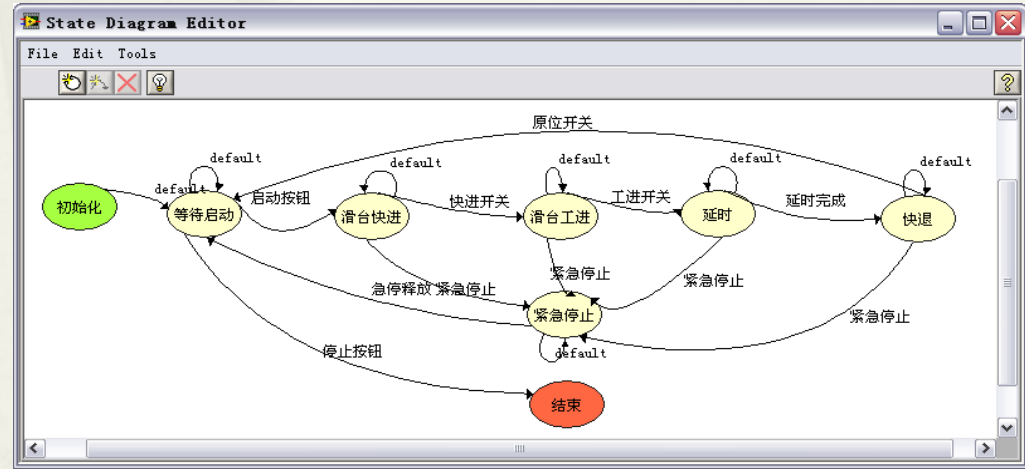 State Diagram Editor
File Edit Tools
原位开关
default
default
default
default
default
default
初始化
等待启动
启动按钮
滑台快进
快进开关
滑台工进
工进开关
延时
延时完成
快退
急停释放
紧急停止
紧急停止
紧急停止
紧急停止
紧急停止
default
停止按钮
结束